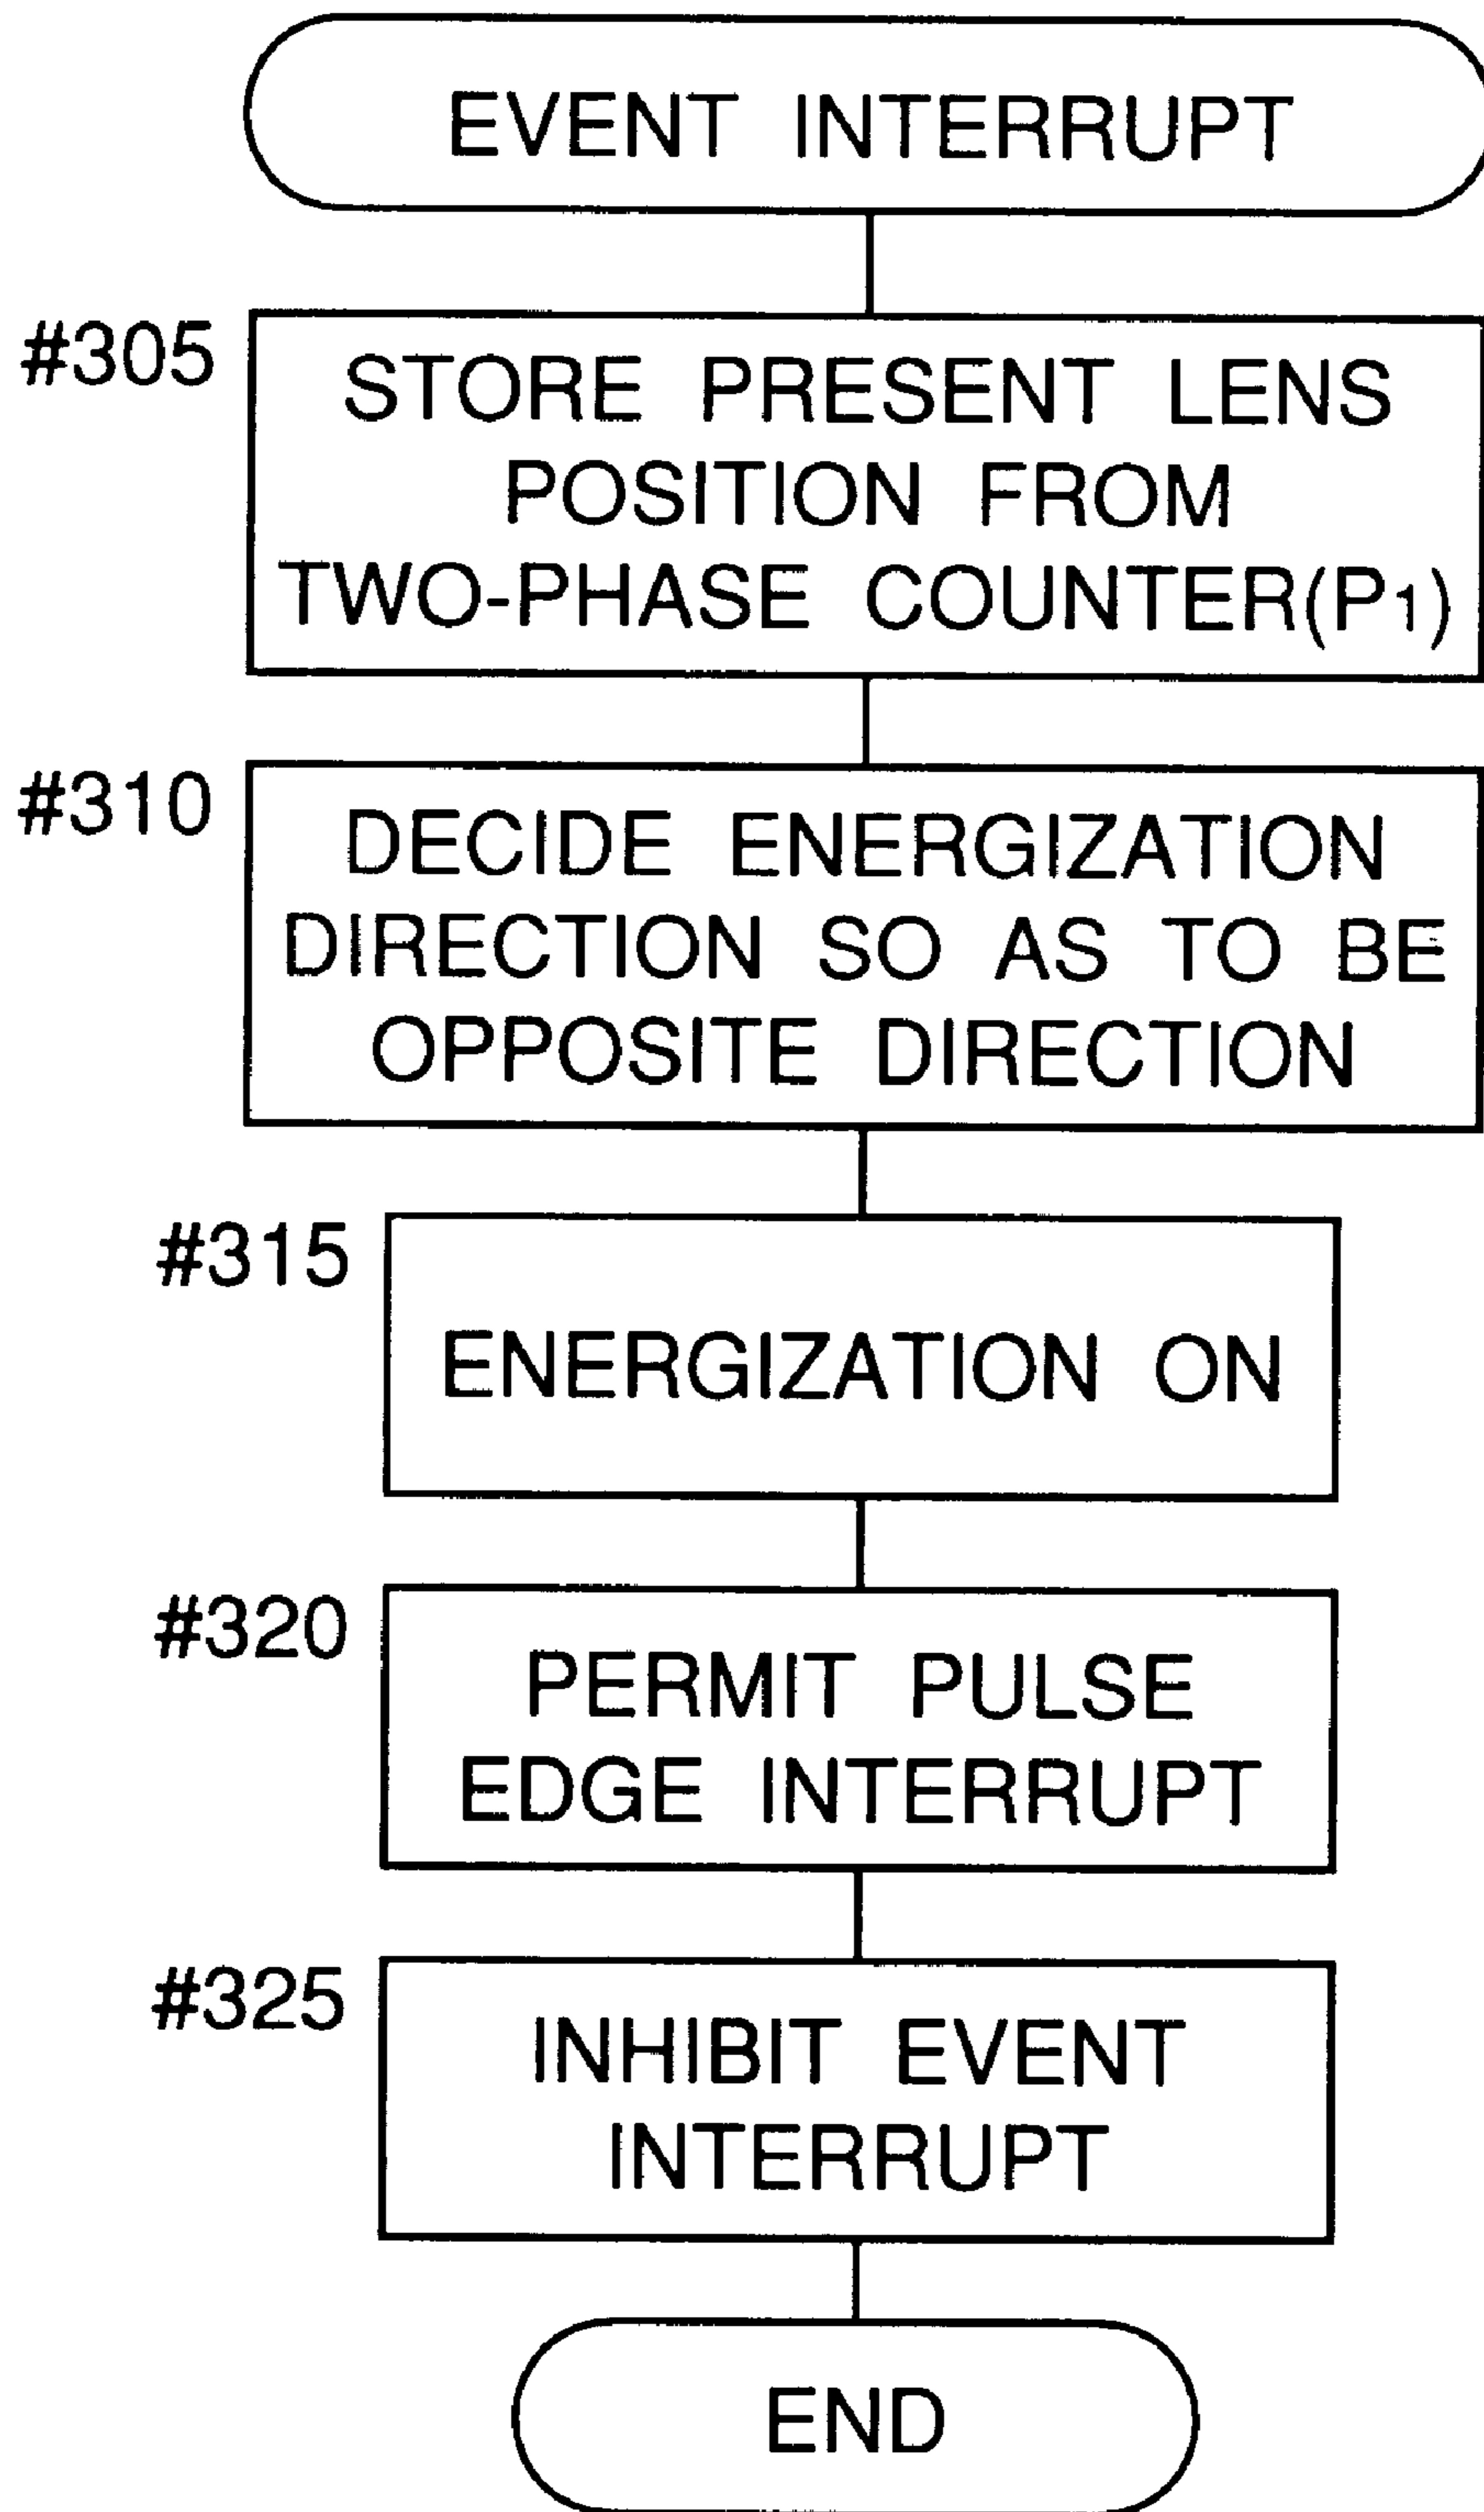 EVENT INTERRUPT
#305
STORE PRESENT LENS
POSITION FROM
TWO-PHASE COUNTER(P1)
#310
DECIDE ENERGIZATION
DIRECTION SO AS TO BE
OPPOSITE DIRECTION
#315
ENERGIZATION ON
#320
PERMIT PULSE
EDGE INTERRUPT
#325
INHIBIT EVENT
INTERRUPT
END